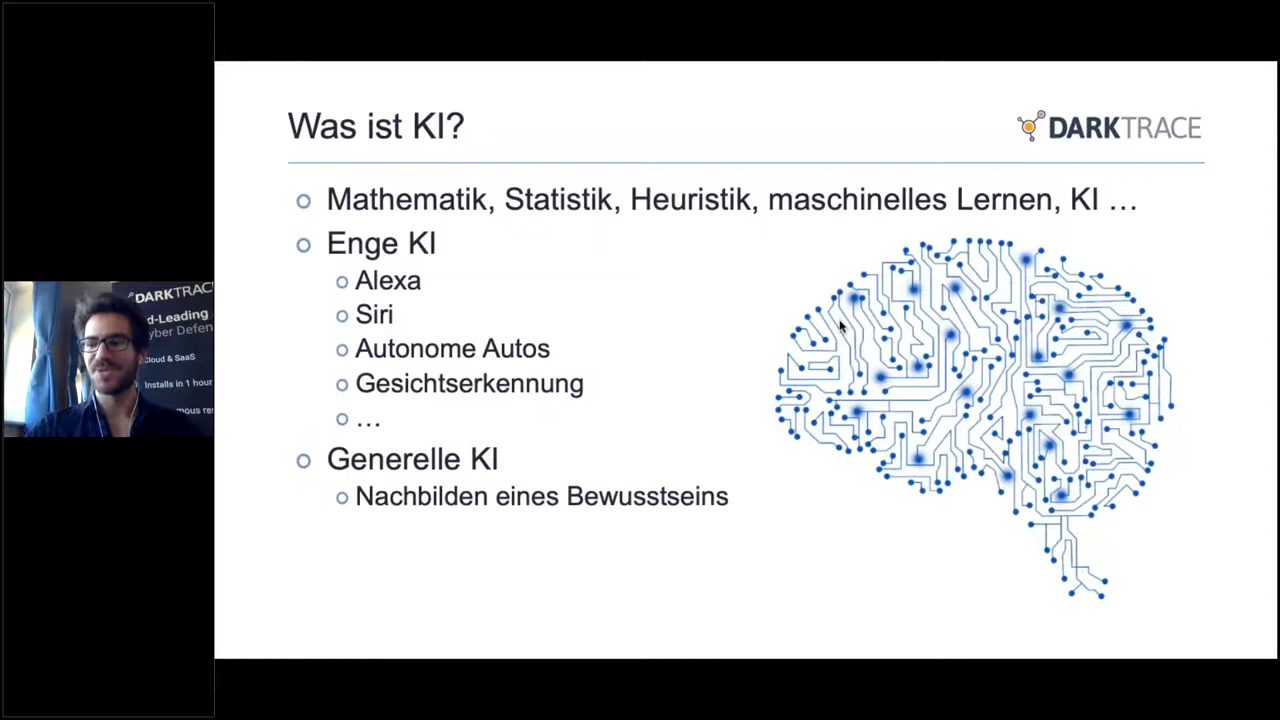 Was ist KI?
DARKTRACE
Mathematik, Statistik, Heuristik, maschinelles Lernen, KI …
Enge KI
Alexa
Siri
Autonome Autos
Gesichtserkennung
…
Generelle KI
Nachbilden eines Bewusstseins
DARKTRAC
d-Leading
yber Defen
Cloud & SaaS
Installs in 1 hour